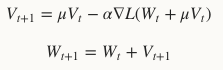 V_{t+1} = μV_t − α∇L(W_t + μV_t)
W_{t+1} = W_t + V_{t+1}